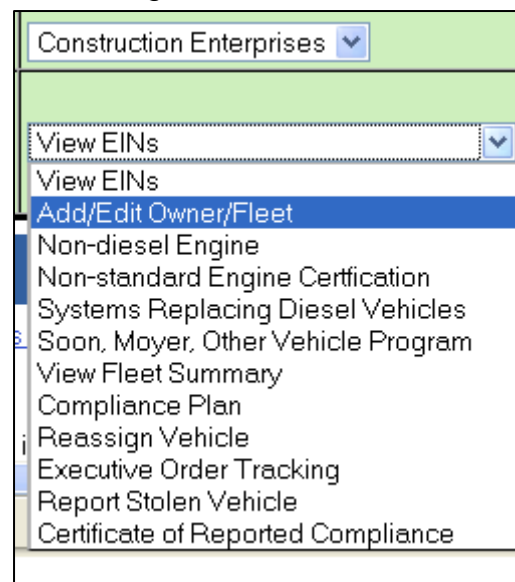 Construction Enterprises
View EINs
View EINs
Add/Edit Owner/Fleet
Non-diesel Engine
Non-standard Engine Certfication
Systems Replacing Diesel Vehicles
Soon, Moyer, Other Vehicle Program
View Fleet Summary
Compliance Plan
Reassign Vehicle
Executive Order Tracking
Report Stolen Vehicle
Certificate of Reported Compliance